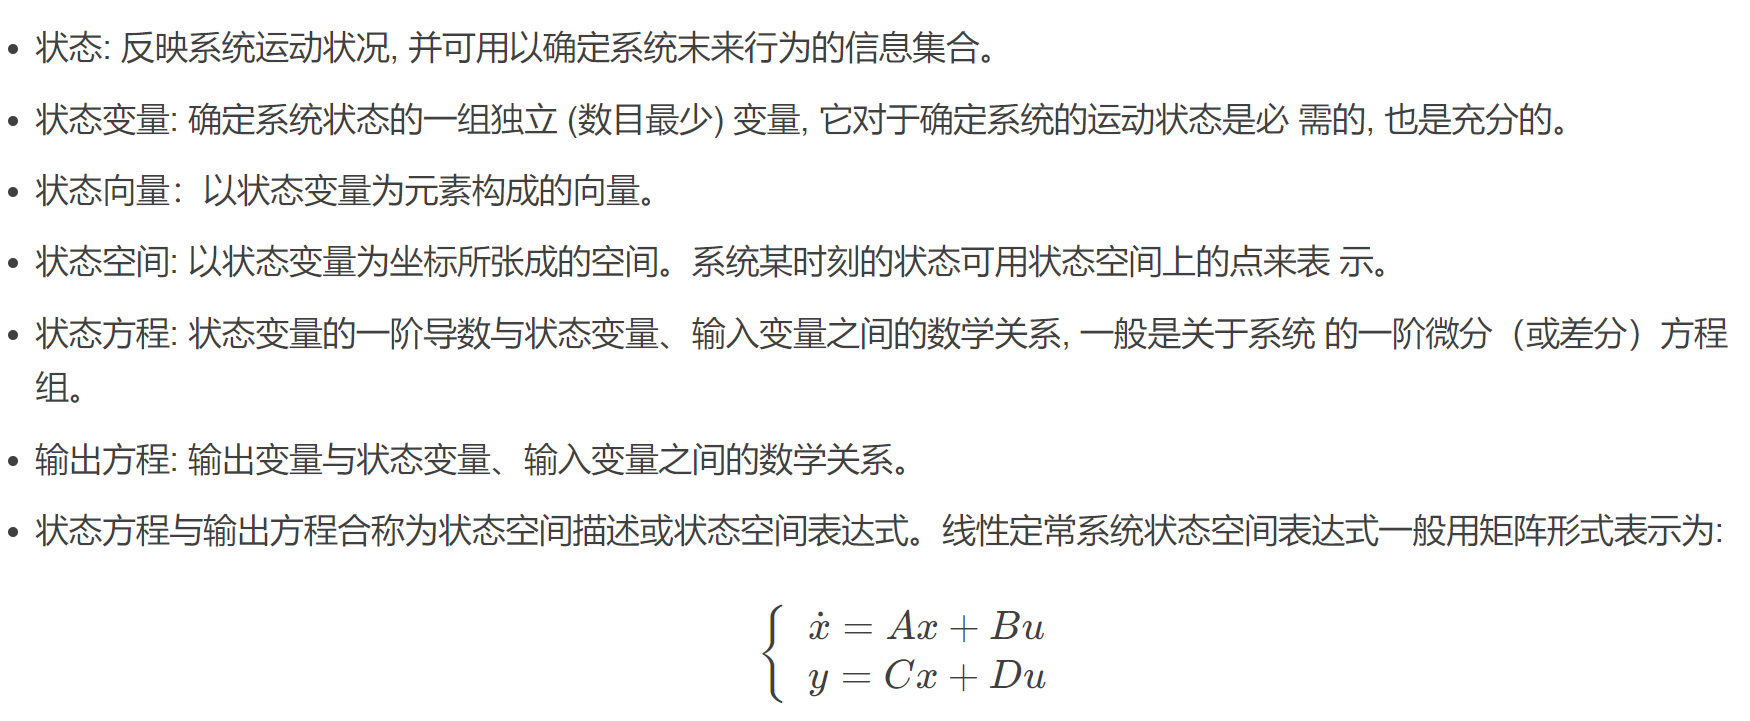 • 状态: 反映系统运动状况, 并可用以确定系统未来行为的信息集合。
• 状态变量: 确定系统状态的一组独立 (数目最少) 变量, 它对于确定系统的运动状态是必 需的, 也是充分的。
• 状态向量：以状态变量为元素构成的向量。
• 状态空间: 以状态变量为坐标所张成的空间。系统某时刻的状态可用状态空间上的点来表 示。
• 状态方程: 状态变量的一阶导数与状态变量、输入变量之间的数学关系, 一般是关于系统 的一阶微分（或差分）方程
组。
• 输出方程: 输出变量与状态变量、输入变量之间的数学关系。
• 状态方程与输出方程合称为状态空间描述或状态空间表达式。线性定常系统状态空间表达式一般用矩阵形式表示为:
ẋ = Ax + Bu
y = Cx + Du